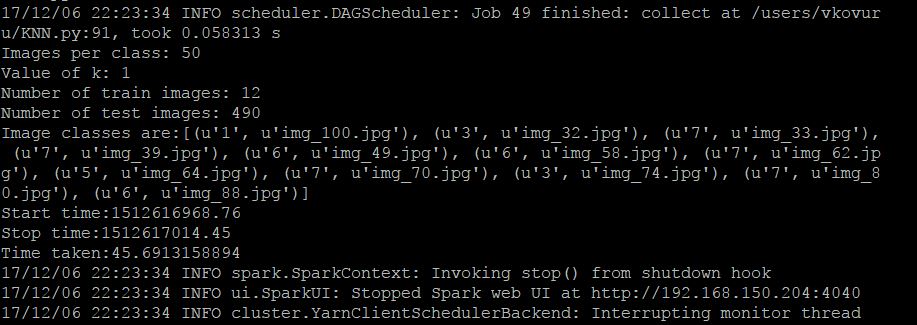 17/12/06 22:23:34 INFO scheduler.DAGScheduler: Job 49 finished: collect at /users/vkovur
u/KNN.py:91, took 0.058313 s
Images per class: 50
Value of k: 1
Number of train images: 12
Number of test images: 490
Image classes are:[(u'1', u'img_100.jpg'), (u'3', u'img_32.jpg'), (u'7', u'img_33.jpg'),
 (u'7', u'img_39.jpg'), (u'6', u'img_49.jpg'), (u'6', u'img_58.jpg'), (u'7', u'img_62.jp
g'), (u'5', u'img_64.jpg'), (u'7', u'img_70.jpg'), (u'3', u'img_74.jpg'), (u'7', u'img_8
0.jpg'), (u'6', u'img_88.jpg')]
Start time:1512616968.76
Stop time:1512617014.45
Time taken:45.6913158894
17/12/06 22:23:34 INFO spark.SparkContext: Invoking stop() from shutdown hook
17/12/06 22:23:34 INFO ui.SparkUI: Stopped Spark web UI at http://192.168.150.204:4040
17/12/06 22:23:34 INFO cluster.YarnClientSchedulerBackend: Interrupting monitor thread